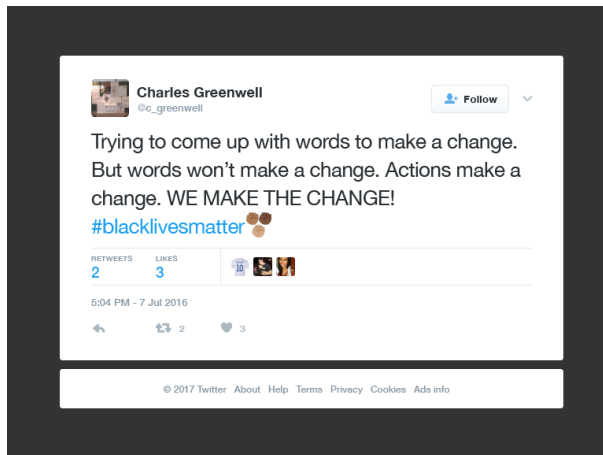 Charles Greenwell
@c_greenwell
Follow
Trying to come up with words to make a change.
But words won’t make a change. Actions make a
change. WE MAKE THE CHANGE!
#blacklivesmatter
RETWEETS LIKES
2 3
10
5:04 PM - 7 Jul 2016
2 3
© 2017 Twitter About Help Terms Privacy Cookies Ads info